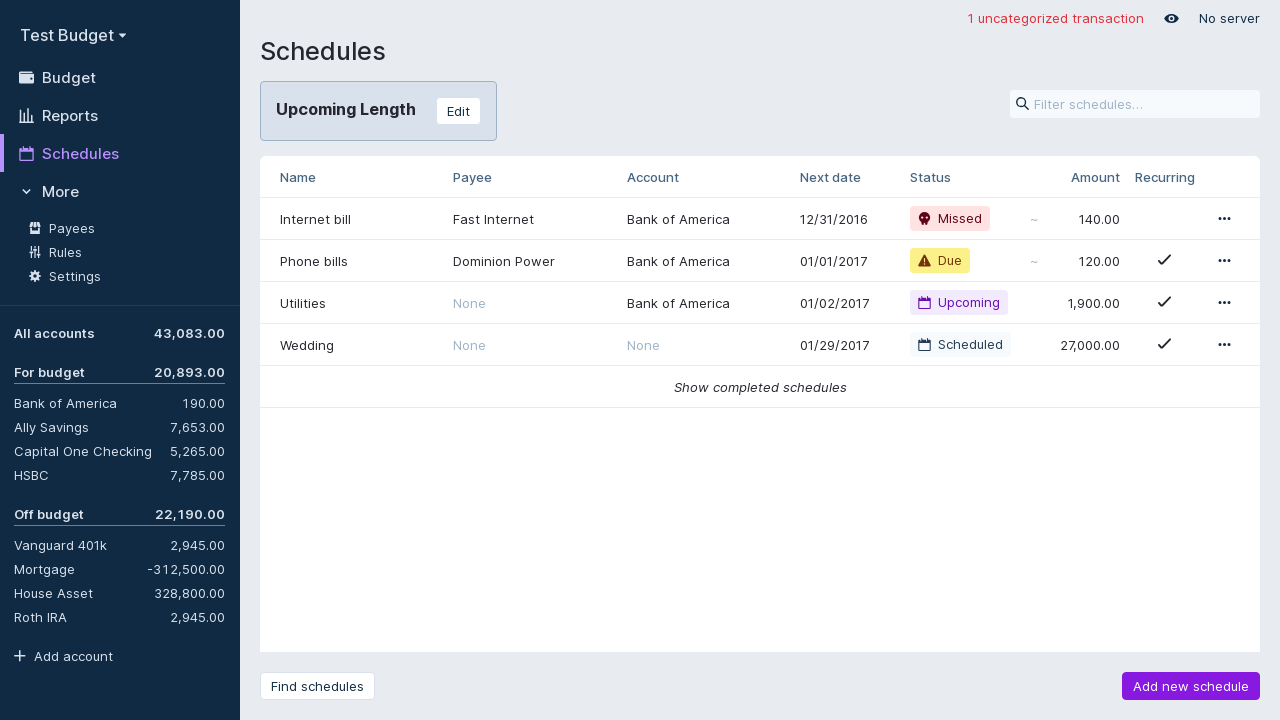 Test Budget
Budget
Reports
Schedules
More
Payees
Rules
Settings
All accounts 43,083.00
For budget 20,893.00
Bank of America 190.00
Ally Savings 7,653.00
Capital One Checking 5,265.00
HSBC 7,785.00
Off budget 22,190.00
Vanguard 401k 2,945.00
Mortgage -312,500.00
House Asset 328,800.00
Roth IRA 2,945.00
Add account
1 uncategorized transaction No server
Schedules
Upcoming Length Edit
Filter schedules…
Name Payee Account Next date Status Amount Recurring
Internet bill Fast Internet Bank of America 12/31/2016 Missed ~ 140.00
Phone bills Dominion Power Bank of America 01/01/2017 Due ~ 120.00
Utilities None Bank of America 01/02/2017 Upcoming 1,900.00
Wedding None None 01/29/2017 Scheduled 27,000.00
Show completed schedules
Find schedules Add new schedule